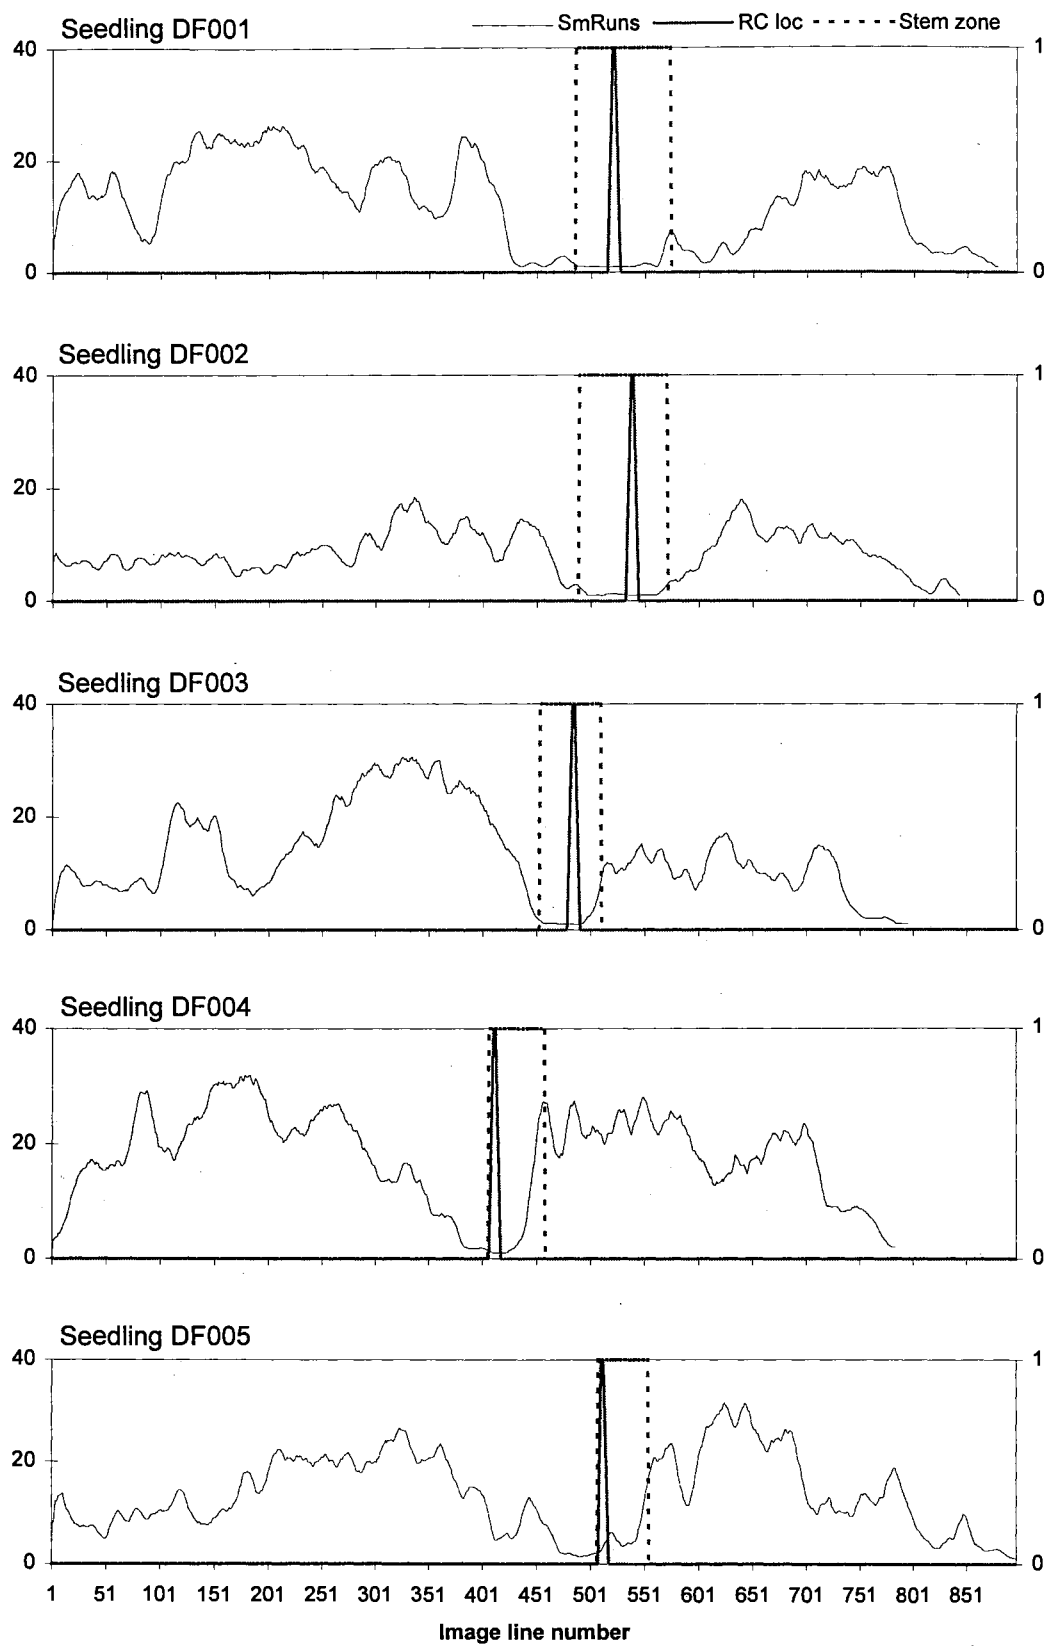 Seedling DF001
SmRuns RC loc Stem zone
40 1
20
0 0
Seedling DF002
40 1
20
0 0
Seedling DF003
40 1
20
0 0
Seedling DF004
40 1
20
0 0
Seedling DF005
40 1
20
0 0
1 51 101 151 201 251 301 351 401 451 501 551 601 651 701 751 801 851
Image line number